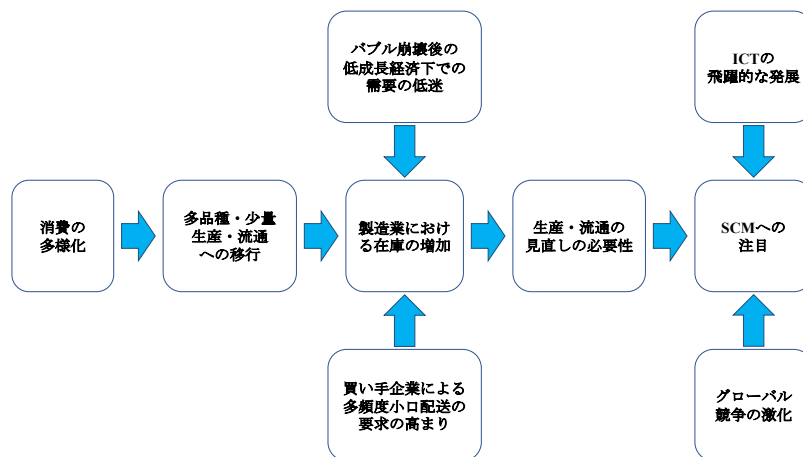 バブル崩壊後の
低成長経済下での
需要の低迷
ICTの
飛躍的な発展
消費の
多様化
多品種・少量
生産・流通
への移行
製造業におけ
る在庫の増加
生産・流通の
見直しの必要性
SCMへの
注目
買い手企業による
多頻度小口配送の
要求の高まり
グローバル
競争の激化